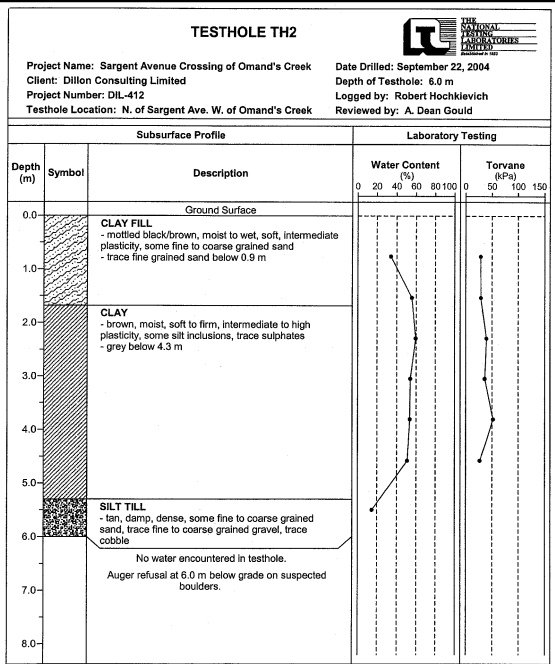 TESTHOLE TH2
THE
NATIONAL
TESTING
LABORATORIES
LIMITED
Established in 1923
Project Name: Sargent Avenue Crossing of Omand's Creek
Client: Dillon Consulting Limited
Project Number: DIL-412
Testhole Location: N. of Sargent Ave. W. of Omand's Creek
Date Drilled: September 22, 2004
Depth of Testhole: 6.0 m
Logged by: Robert Hochkievich
Reviewed by: A. Dean Gould
Subsurface Profile
Laboratory Testing
Depth
(m)
Symbol
Description
Water Content
(%)
0 20 40 60 80 100
Torvane
(kPa)
0 50 100 150
Ground Surface
0.0
CLAY FILL
- mottled black/brown, moist to wet, soft, intermediate
plasticity, some fine to coarse grained sand
- trace fine grained sand below 0.9 m
1.0
CLAY
- brown, moist, soft to firm, intermediate to high
plasticity, some silt inclusions, trace sulphates
- grey below 4.3 m
2.0
3.0
4.0
5.0
SILT TILL
- tan, damp, dense, some fine to coarse grained
sand, trace fine to coarse grained gravel, trace
cobble
6.0
No water encountered in testhole.
Auger refusal at 6.0 m below grade on suspected
boulders.
7.0
8.0